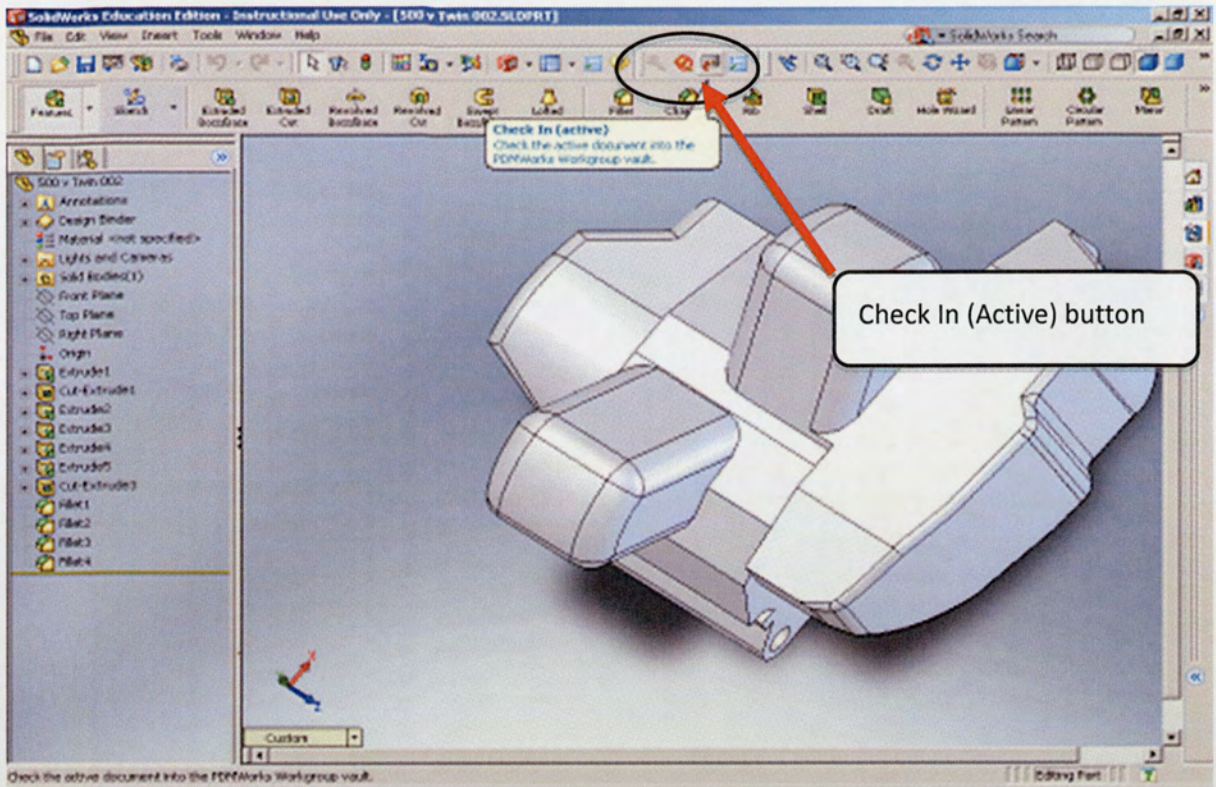 SolidWorks Education Edition - Instructional Use Only - [500 v Twin 002.SLDPRT]
File Edit View Insert Tools Window Help
SolidWorks Search
Features Sketch Extruded Boss/Base Extruded Cut Revolved Boss/Base Revolved Cut Swept Lofted Fillet Rib Shell Draft Hole Wizard Linear Pattern Circular Pattern Mirror
Check In (active)
Check the active document into the
PDMWorks Workgroup vault.
500 v Twin 002
Annotations
Design Binder
Material <not specified>
Lights and Cameras
Solid Bodies(1)
Front Plane
Top Plane
Right Plane
Origin
Extrude1
Cut-Extrude1
Extrude2
Extrude3
Extrude4
Extrude5
Cut-Extrude3
Fillet1
Fillet2
Fillet3
Fillet4
Check In (Active) button
X
Z
Custom
Check the active document into the PDMWorks Workgroup vault.
Editing Part